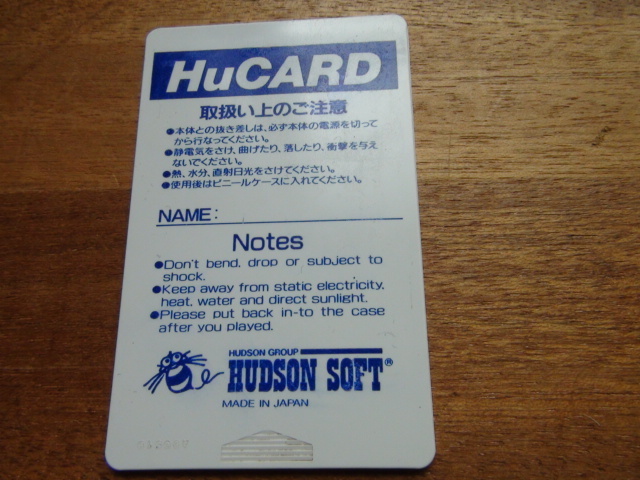 HuCARD
取扱い上のご注意
●本体との抜き差しは、必ず本体の電源を切って
から行なってください。
●静電気をさけ、曲げたり、落したり、衝撃を与え
ないでください。
●熱、水分、直射日光をさけてください。
●使用後はビニールケースに入れてください。
NAME:
Notes
●Don't bend, drop or subject to
shock.
●Keep away from static electricity,
heat, water and direct sunlight.
●Please put back in-to the case
after you played.
HUDSON GROUP
HUDSON SOFT®
MADE IN JAPAN